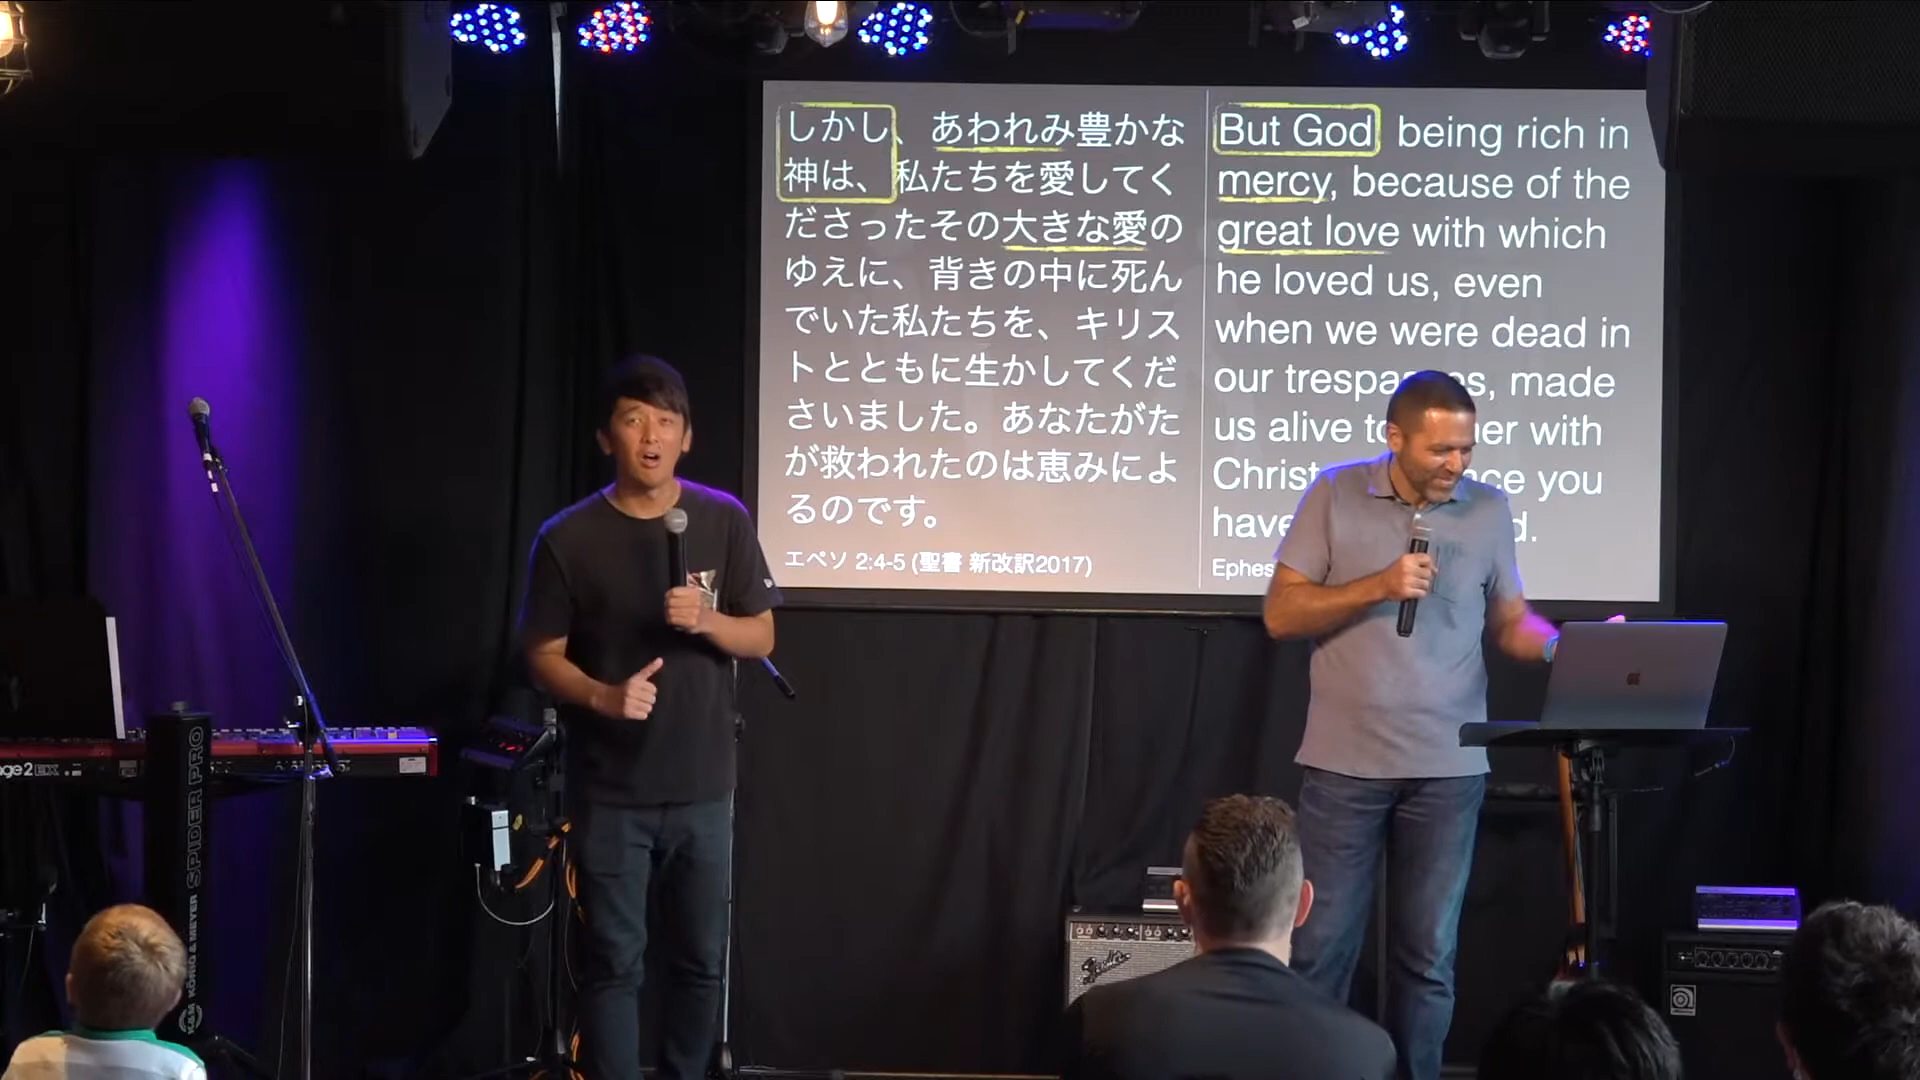 しかし、あわれみ豊かな
神は、私たちを愛してく
ださったその大きな愛の
ゆえに、背きの中に死ん
でいた私たちを、キリス
トとともに生かしてくだ
さいました。あなたがた
が救われたのは恵みによ
るのです。
エペソ 2:4-5 (聖書 新改訳2017)
But God being rich in
mercy, because of the
great love with which
he loved us, even
when we were dead in
our s, made
us alive with
Christ you
have
SPIDER PRO
KÖNIG & MEYER
K&M
2 EX
Fender